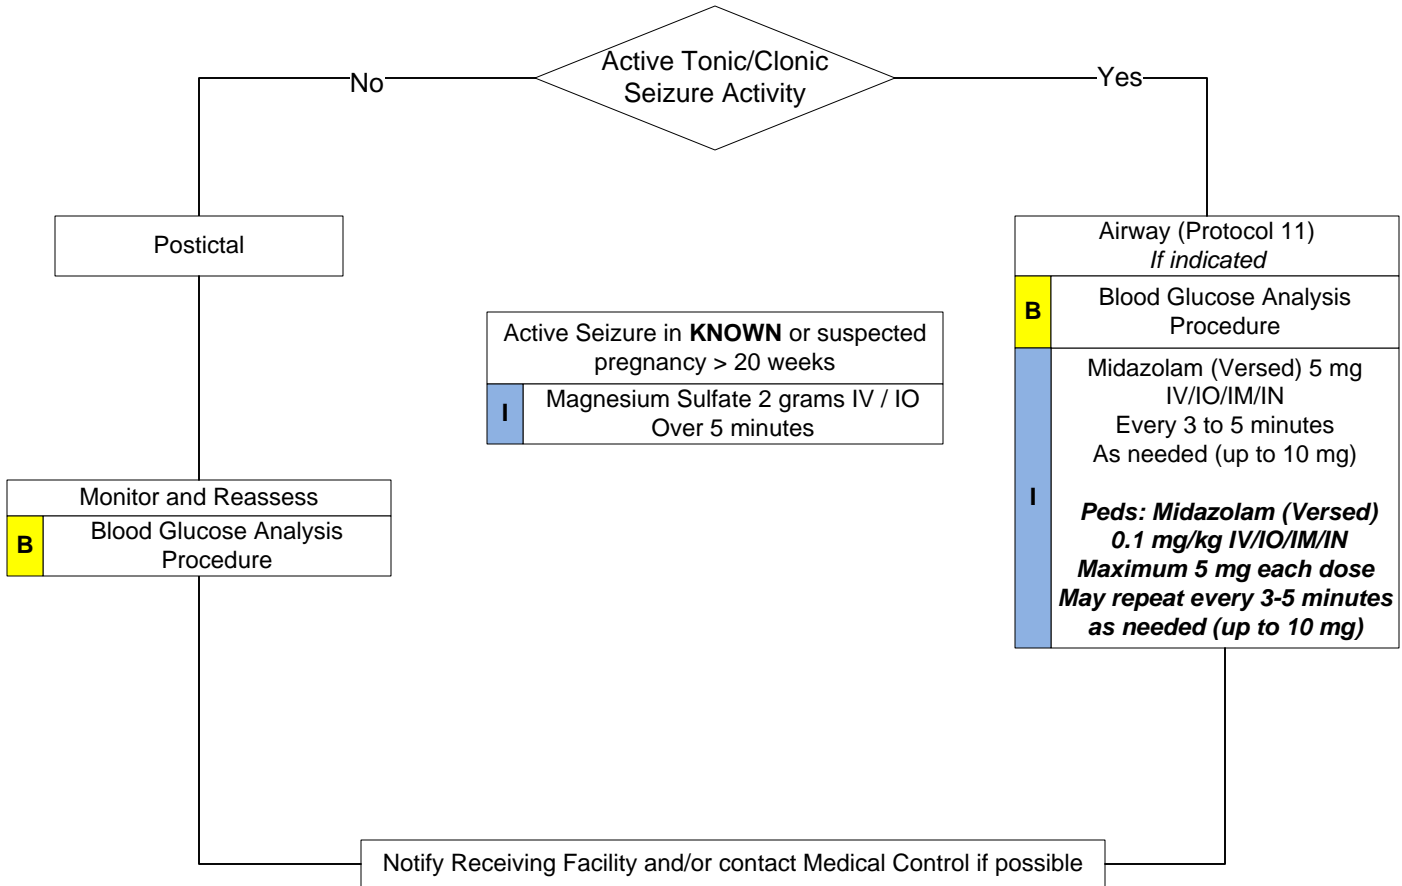 Active Tonic/Clonic
Seizure Activity
No
Yes
Postictal
Airway (Protocol 11)
If indicated
B
Blood Glucose Analysis
Procedure
Active Seizure in KNOWN or suspected
pregnancy > 20 weeks
I
Magnesium Sulfate 2 grams IV / IO
Over 5 minutes
I
Midazolam (Versed) 5 mg
IV/IO/IM/IN
Every 3 to 5 minutes
As needed (up to 10 mg)
Peds: Midazolam (Versed)
0.1 mg/kg IV/IO/IM/IN
Maximum 5 mg each dose
May repeat every 3-5 minutes
as needed (up to 10 mg)
Monitor and Reassess
B
Blood Glucose Analysis
Procedure
Notify Receiving Facility and/or contact Medical Control if possible